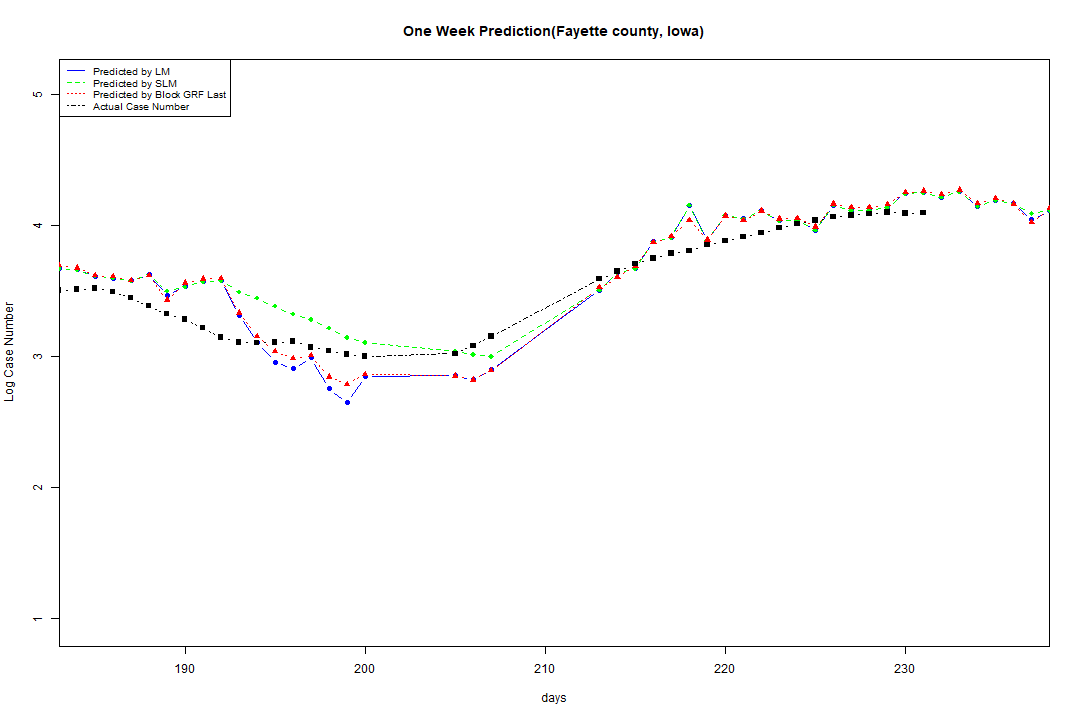 One Week Prediction(Fayette county, Iowa)
Predicted by LM
Predicted by SLM
Predicted by Block GRF Last
Actual Case Number
5
4
3
2
1
Log Case Number
190 200 210 220 230
days